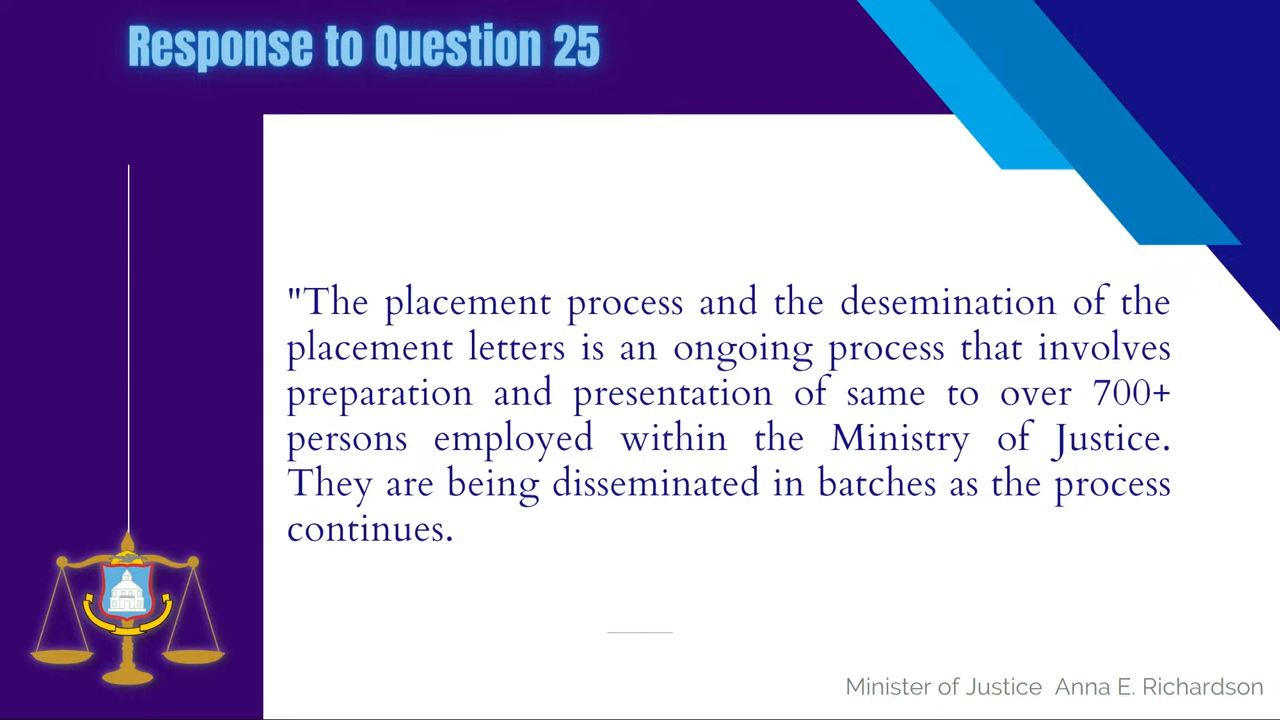 Response to Question 25
"The placement process and the desemination of the
placement letters is an ongoing process that involves
preparation and presentation of same to over 700+
persons employed within the Ministry of Justice.
They are being disseminated in batches as the process
continues.
Minister of Justice Anna E. Richardson